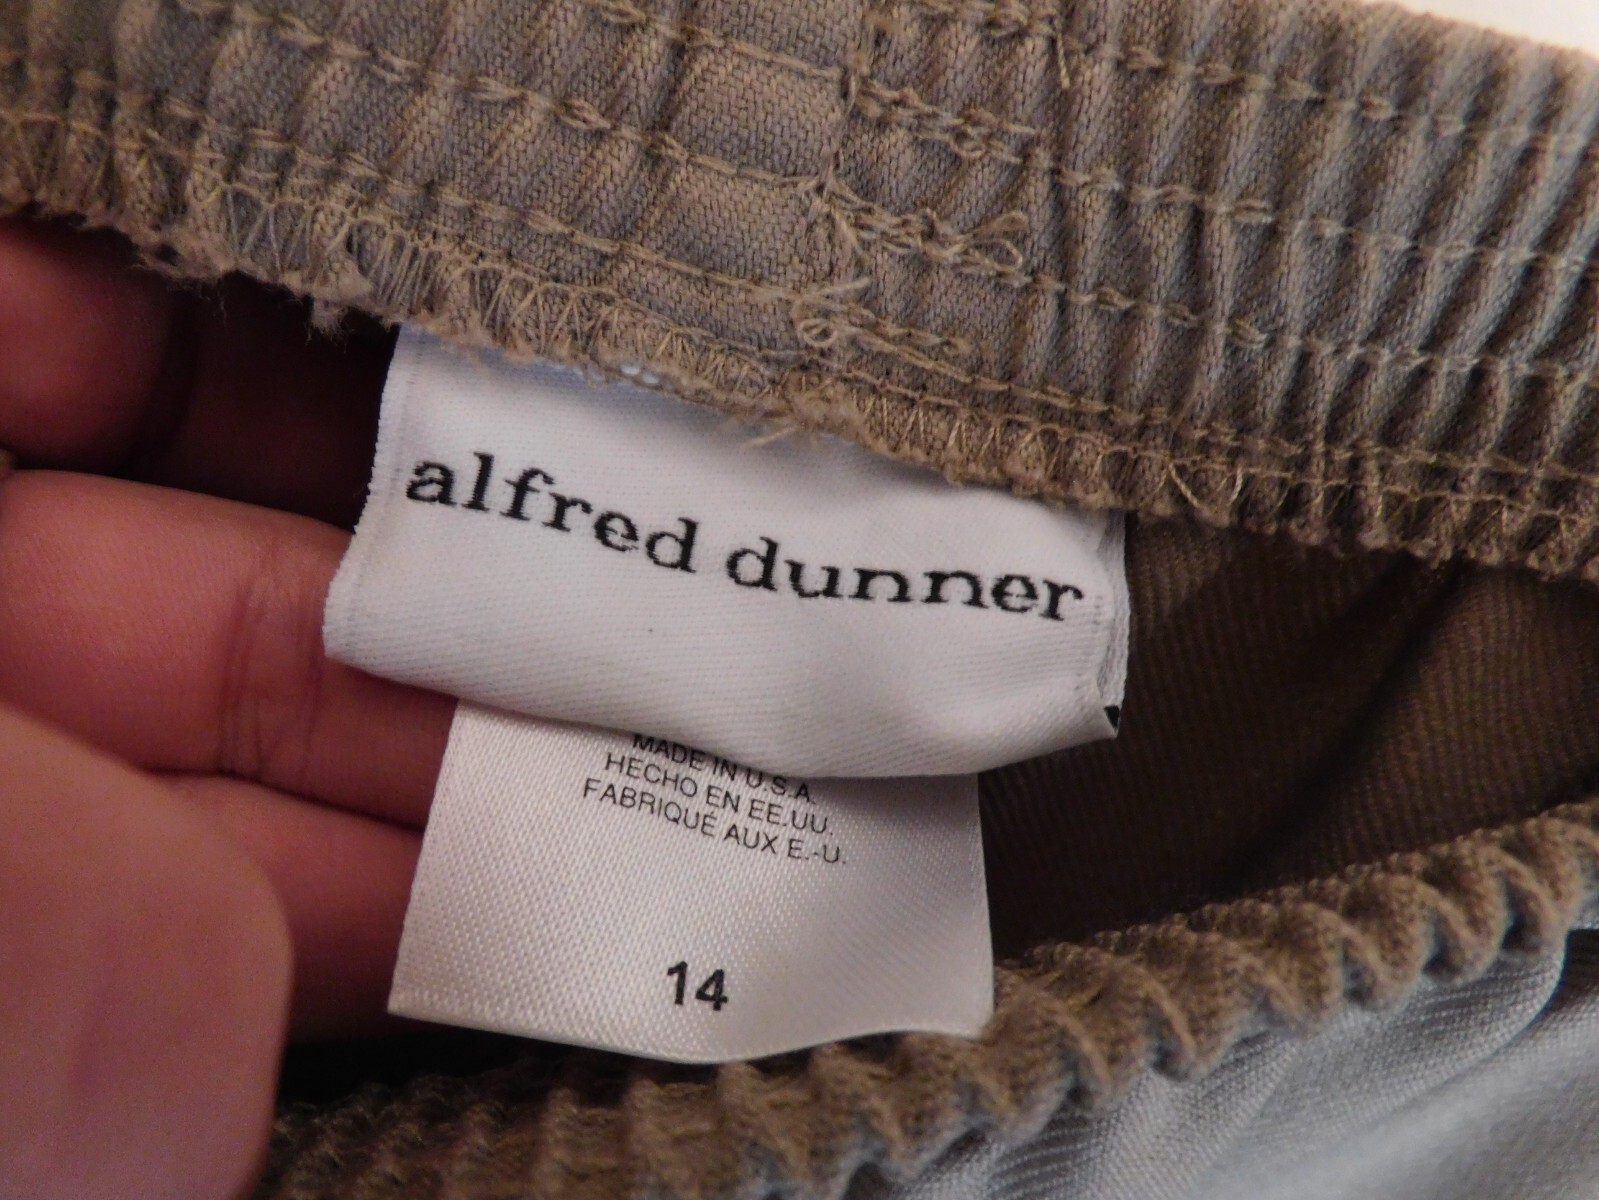 alfred dunner
MADE IN U.S.A.
HECHO EN EE.UU.
FABRIQUÉ AUX E.-U.
14